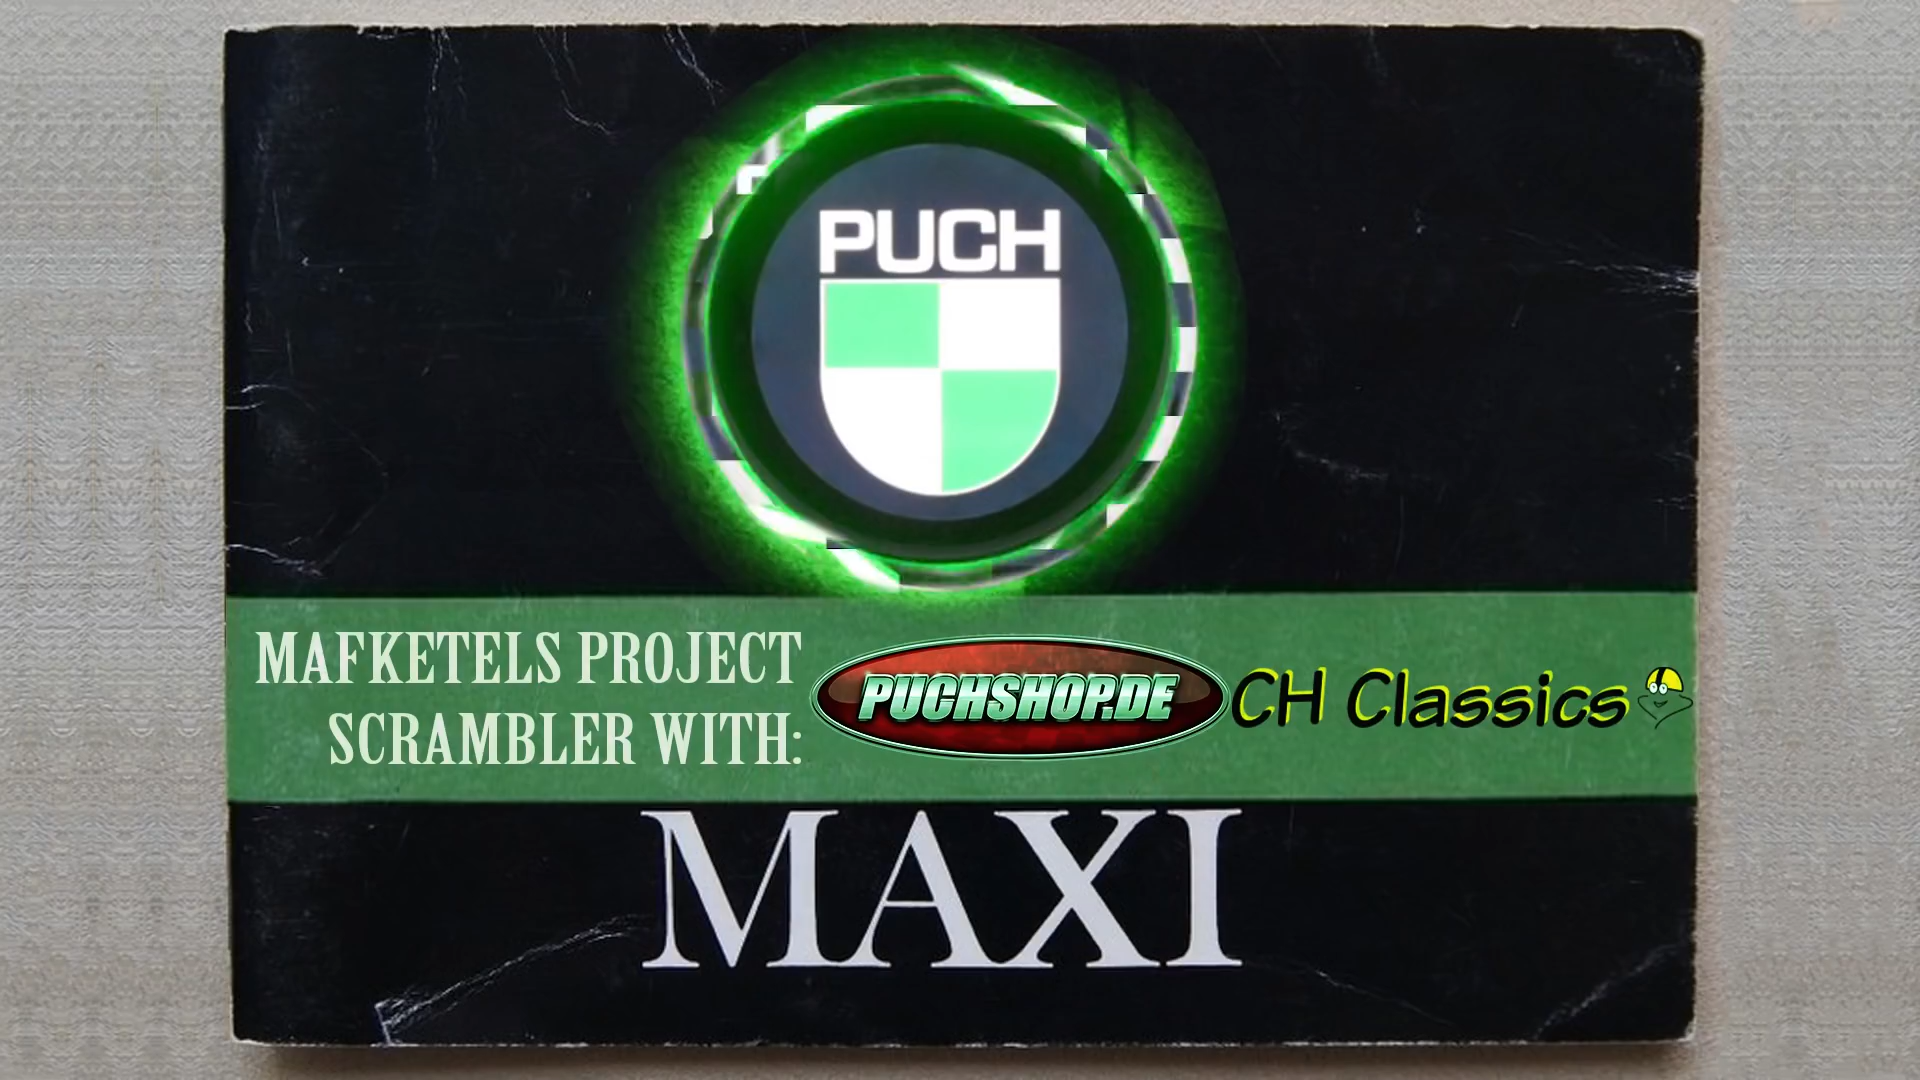 PUCH
MAFKETELS PROJECT
SCRAMBLER WITH:
PUCHSHOP.DE
CH Classics
MAXI